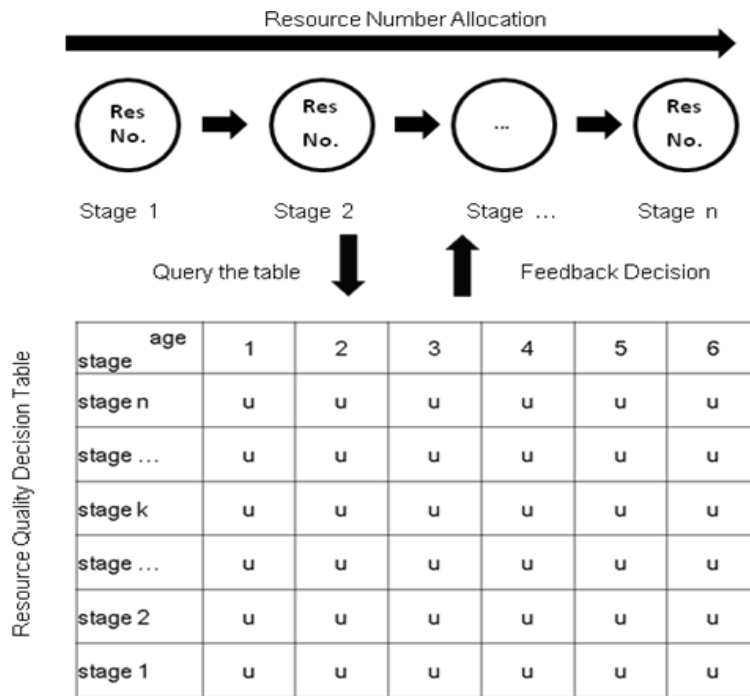 Resource Number Allocation
Res
No.
Res
No.
...
Res
No.
Stage 1
Stage 2
Stage ...
Stage n
Query the table
Feedback Decision
Resource Quality Decision Table
age
stage
1 2 3 4 5 6
stage n u u u u u u
stage ... u u u u u u
stage k u u u u u u
stage ... u u u u u u
stage 2 u u u u u u
stage 1 u u u u u u